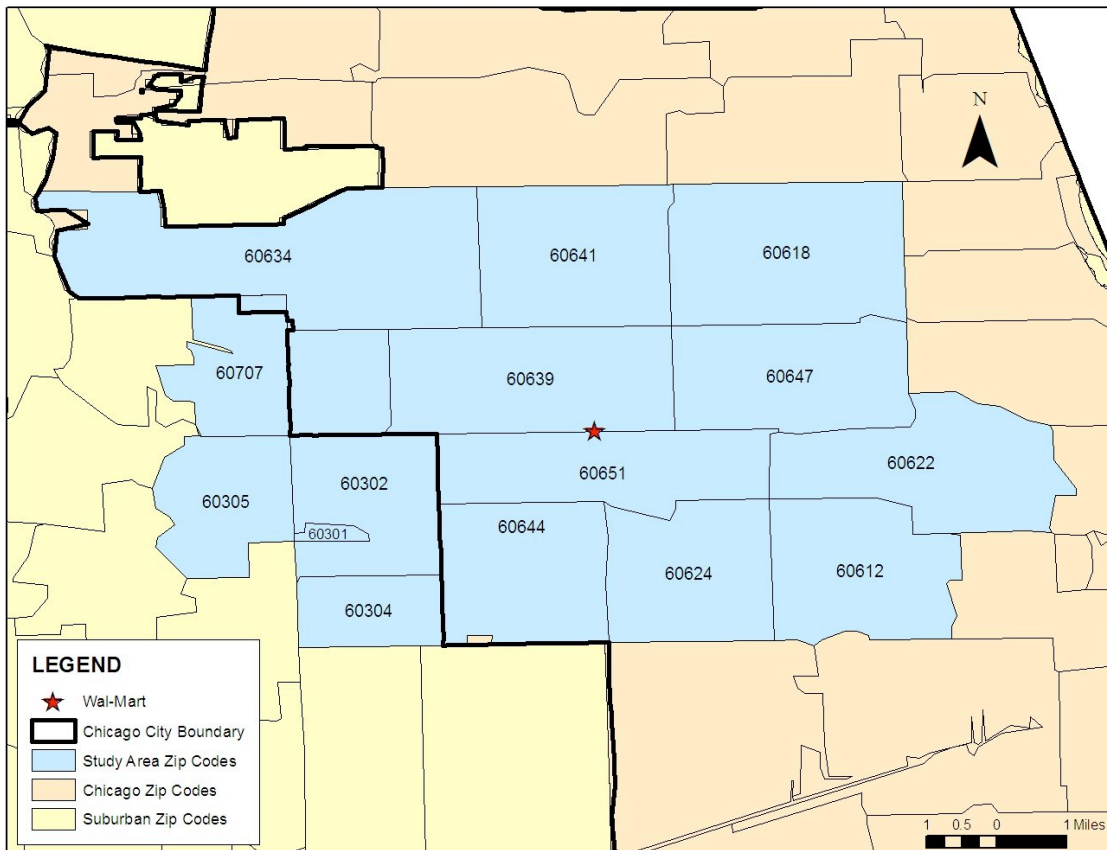 N
60634
60641
60618
60707
60639
60647
60651
60622
60305
60302
60301
60644
60624
60612
60304
LEGEND
Wal-Mart
Chicago City Boundary
Study Area Zip Codes
Chicago Zip Codes
Suburban Zip Codes
1 0.5 0 1 Miles